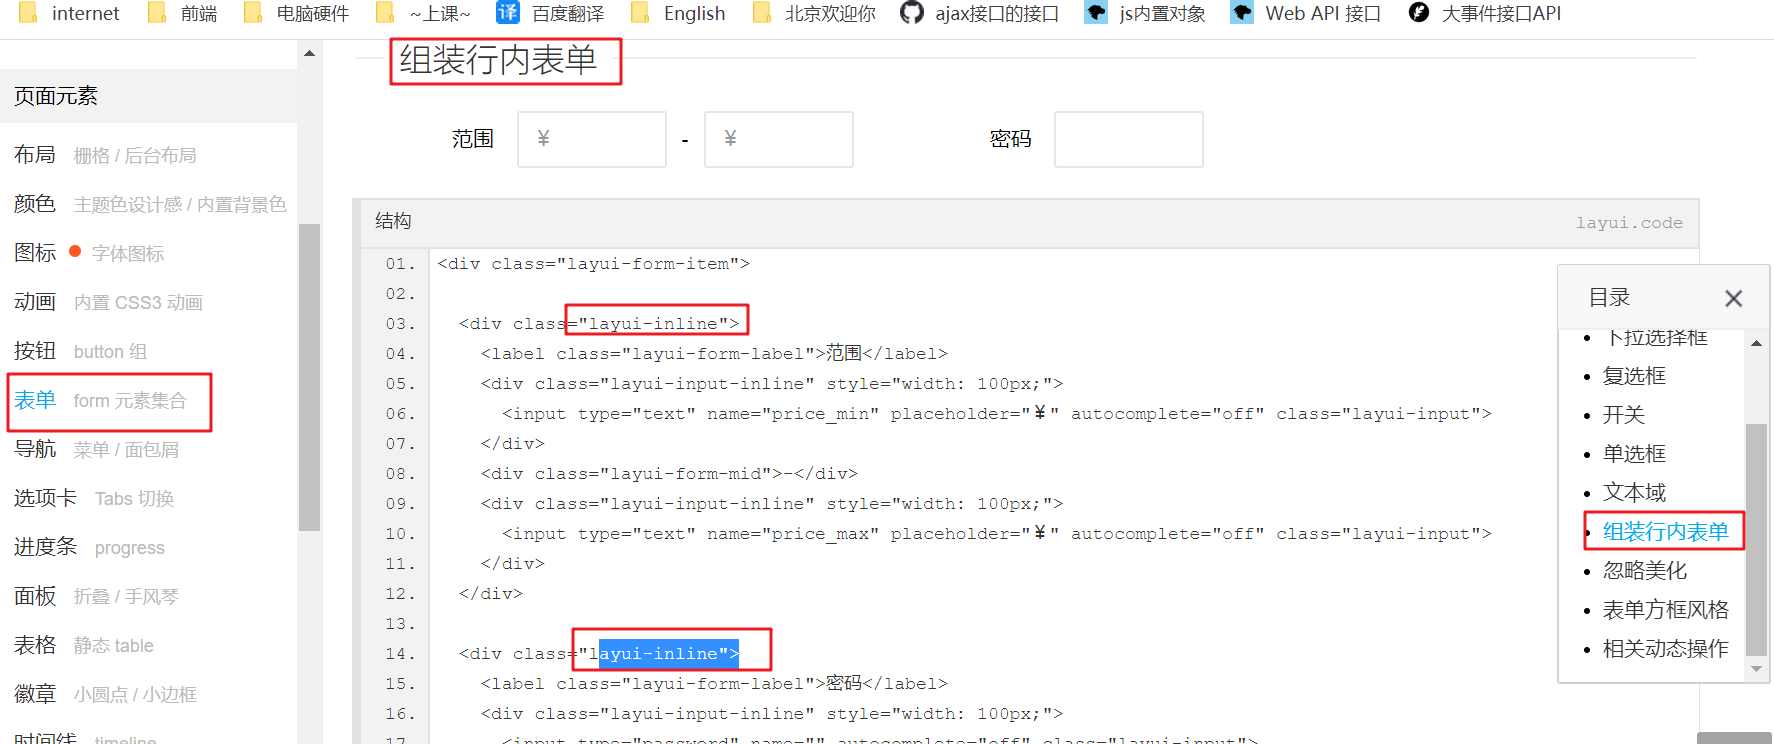 internet 前端 电脑硬件 ~上课~ 译 百度翻译 English 北京欢迎你 ajax接口的接口 js内置对象 Web API 接口 大事件接口API
页面元素
布局 栅格 / 后台布局
颜色 主题色设计感 / 内置背景色
图标 字体图标
动画 内置 CSS3 动画
按钮 button 组
表单 form 元素集合
导航 菜单 / 面包屑
选项卡 Tabs 切换
进度条 progress
面板 折叠 / 手风琴
表格 静态 table
徽章 小圆点 / 小边框
时间线 timeline
组装行内表单
范围 ¥ - ¥ 密码
结构 layui.code
01. <div class="layui-form-item">
02.
03. <div class="layui-inline">
04. <label class="layui-form-label">范围</label>
05. <div class="layui-input-inline" style="width: 100px;">
06. <input type="text" name="price_min" placeholder="¥" autocomplete="off" class="layui-input">
07. </div>
08. <div class="layui-form-mid">-</div>
09. <div class="layui-input-inline" style="width: 100px;">
10. <input type="text" name="price_max" placeholder="¥" autocomplete="off" class="layui-input">
11. </div>
12. </div>
13.
14. <div class="layui-inline">
15. <label class="layui-form-label">密码</label>
16. <div class="layui-input-inline" style="width: 100px;">
17. <input type="password" name="" autocomplete="off" class="layui-input">
目录
下拉选择框
复选框
开关
单选框
文本域
组装行内表单
忽略美化
表单方框风格
相关动态操作